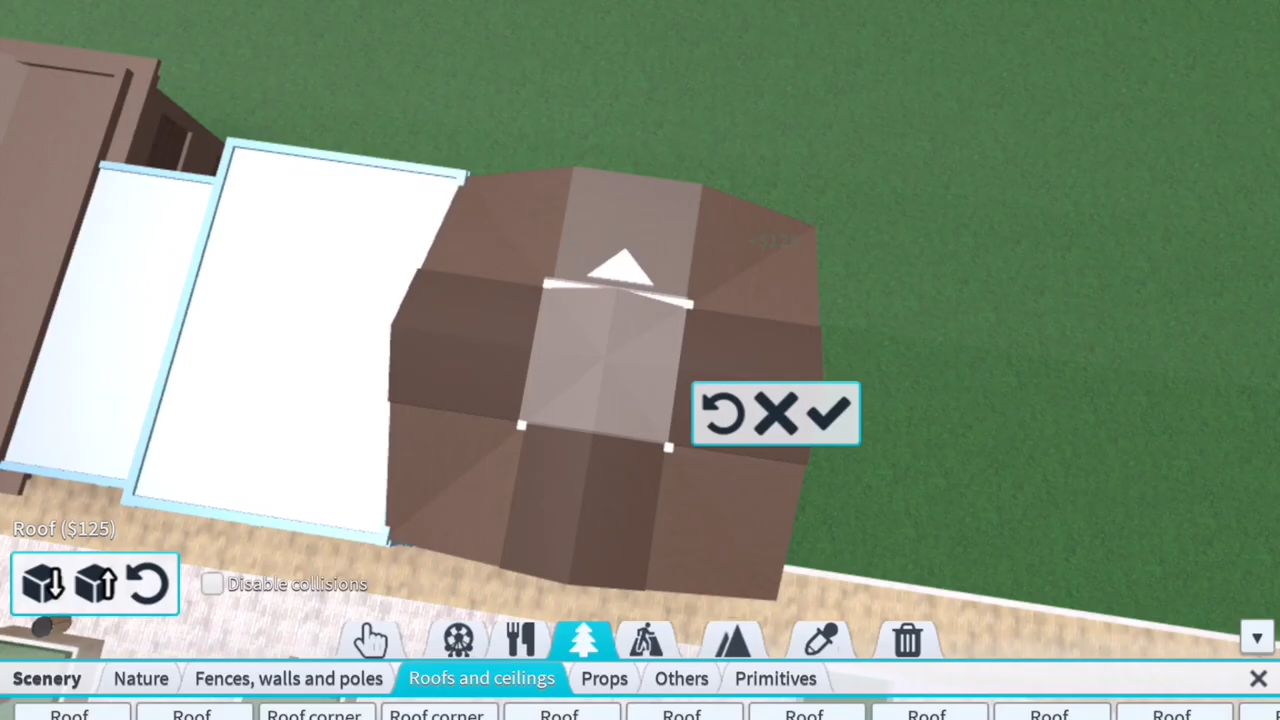 Roof ($125)
Disable collisions
Scenery
Nature
Fences, walls and poles
Roofs and ceilings
Props
Others
Primitives
Roof
Roof
Roof corner
Roof corner
Roof
Roof
Roof
Roof
Roof
Roof